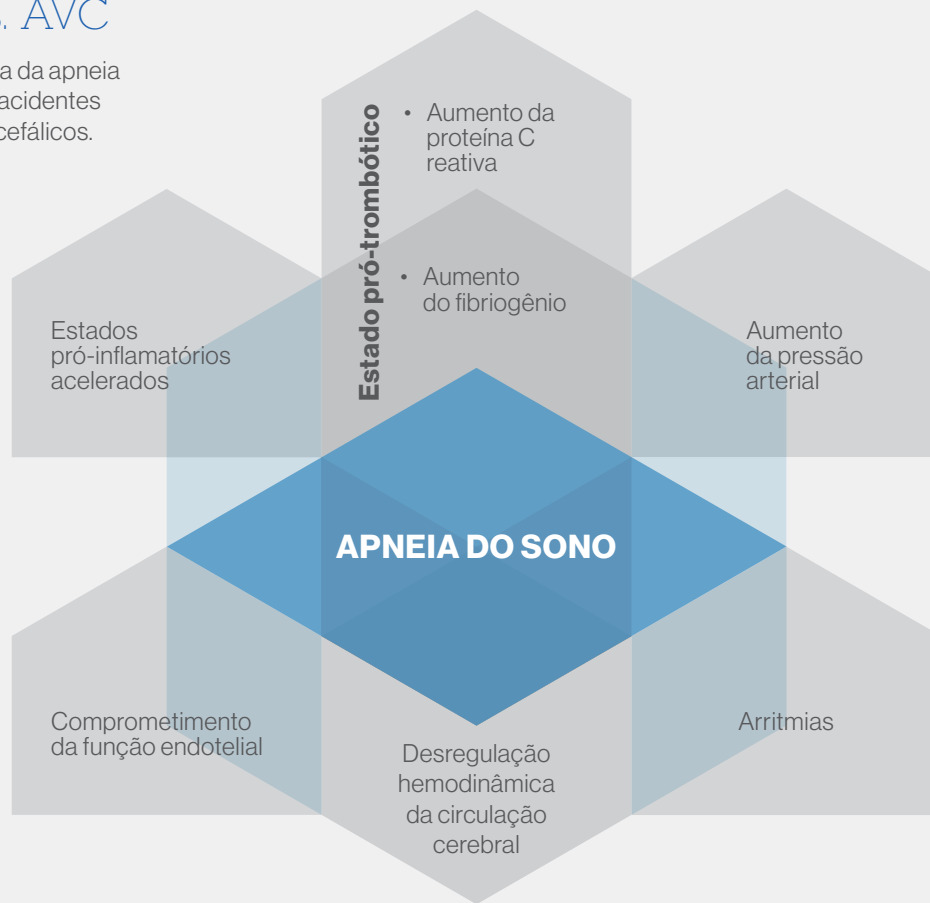 . AVC
a da apneia
acidentes
cefálicos.
Estado pró-trombótico
• Aumento da
proteína C
reativa
• Aumento
do fibriogênio
Estados
pró-inflamatórios
acelerados
Aumento
da pressão
arterial
APNEIA DO SONO
Comprometimento
da função endotelial
Desregulação
hemodinâmica
da circulação
cerebral
Arritmias